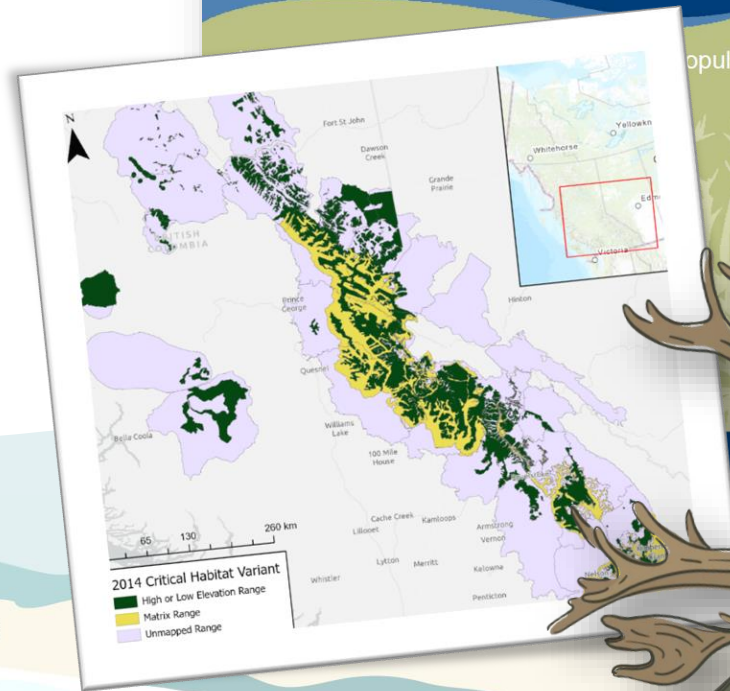 opul
N
Fort St John
Dawson
Creek
Grande
Prairie
BRITISH
COLUMBIA
Prince
George
Hinton
Quesnel
Williams
Lake
Bella Coola
100 Mile
House
Cache Creek
Kamloops
Armstrong
Lillooet
Vernon
Lytton
Merritt
Kelowna
Whistler
Penticton
Nelson
65 130 260 km
2014 Critical Habitat Variant
High or Low Elevation Range
Matrix Range
Unmapped Range
Yellowkn
Whitehorse
Edm
Victoria